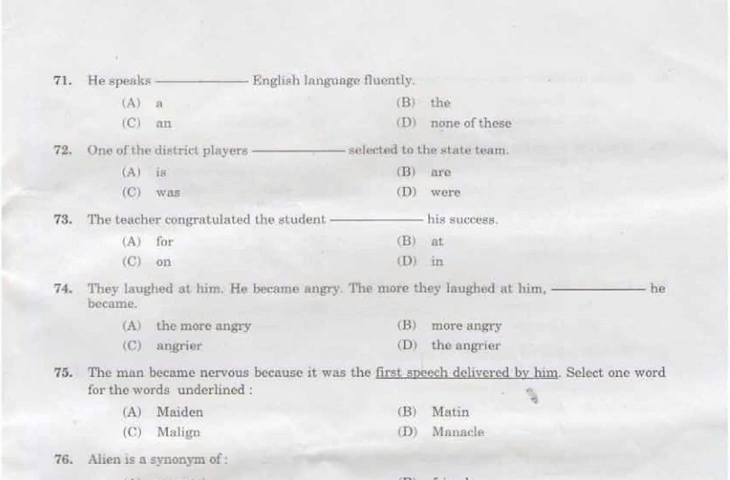 71. He speaks ———— English language fluently.
(A) a (B) the
(C) an (D) none of these
72. One of the district players ———— selected to the state team.
(A) is (B) are
(C) was (D) were
73. The teacher congratulated the student ———— his success.
(A) for (B) at
(C) on (D) in
74. They laughed at him. He became angry. The more they laughed at him, ———— he
became.
(A) the more angry (B) more angry
(C) angrier (D) the angrier
75. The man became nervous because it was the first speech delivered by him. Select one word
for the words underlined :
(A) Maiden (B) Matin
(C) Malign (D) Manacle
76. Alien is a synonym of :